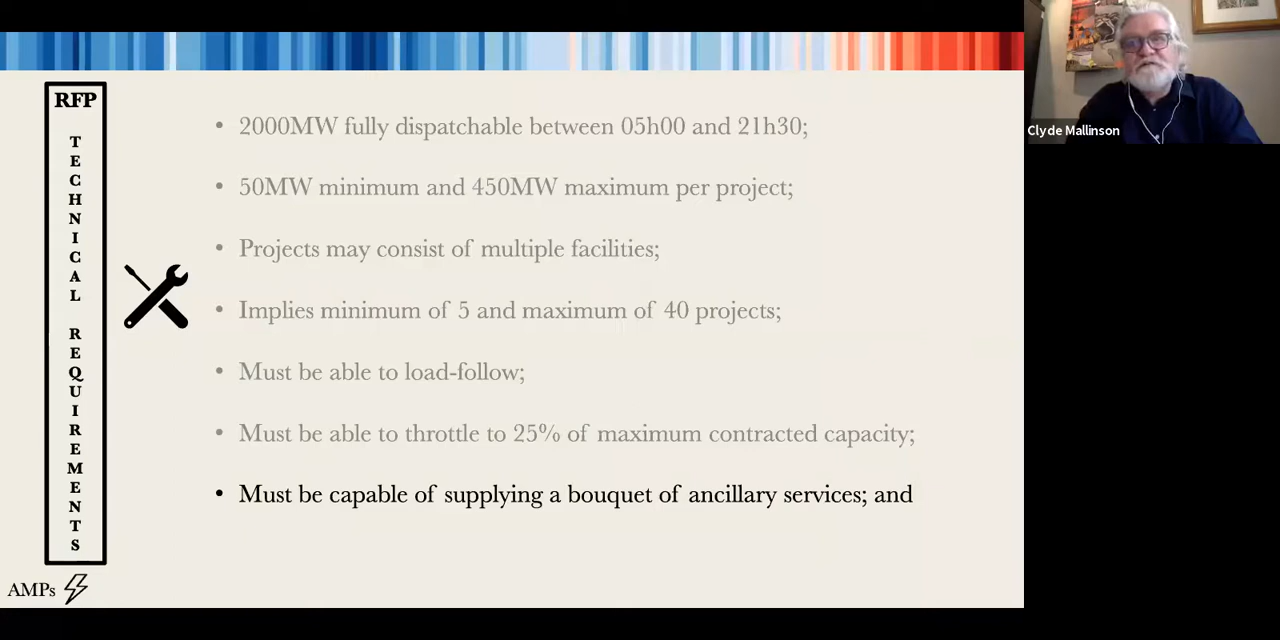 RFP
TECHNICAL
REQUIREMENTS
• 2000MW fully dispatchable between 05h00 and 21h30;
• 50MW minimum and 450MW maximum per project;
• Projects may consist of multiple facilities;
• Implies minimum of 5 and maximum of 40 projects;
• Must be able to load-follow;
• Must be able to throttle to 25% of maximum contracted capacity;
• Must be capable of supplying a bouquet of ancillary services; and
AMPs
Clyde Mallinson